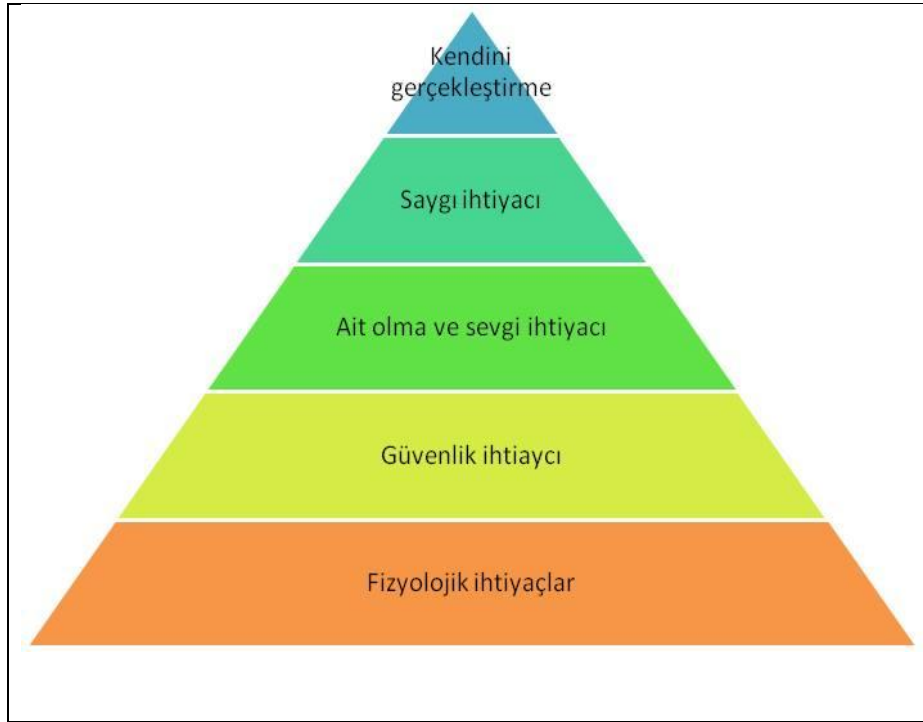 Kendini
gerçekleştirme
Saygı ihtiyacı
Ait olma ve sevgi ihtiyacı
Güvenlik ihtiaycı
Fizyolojik ihtiyaçlar